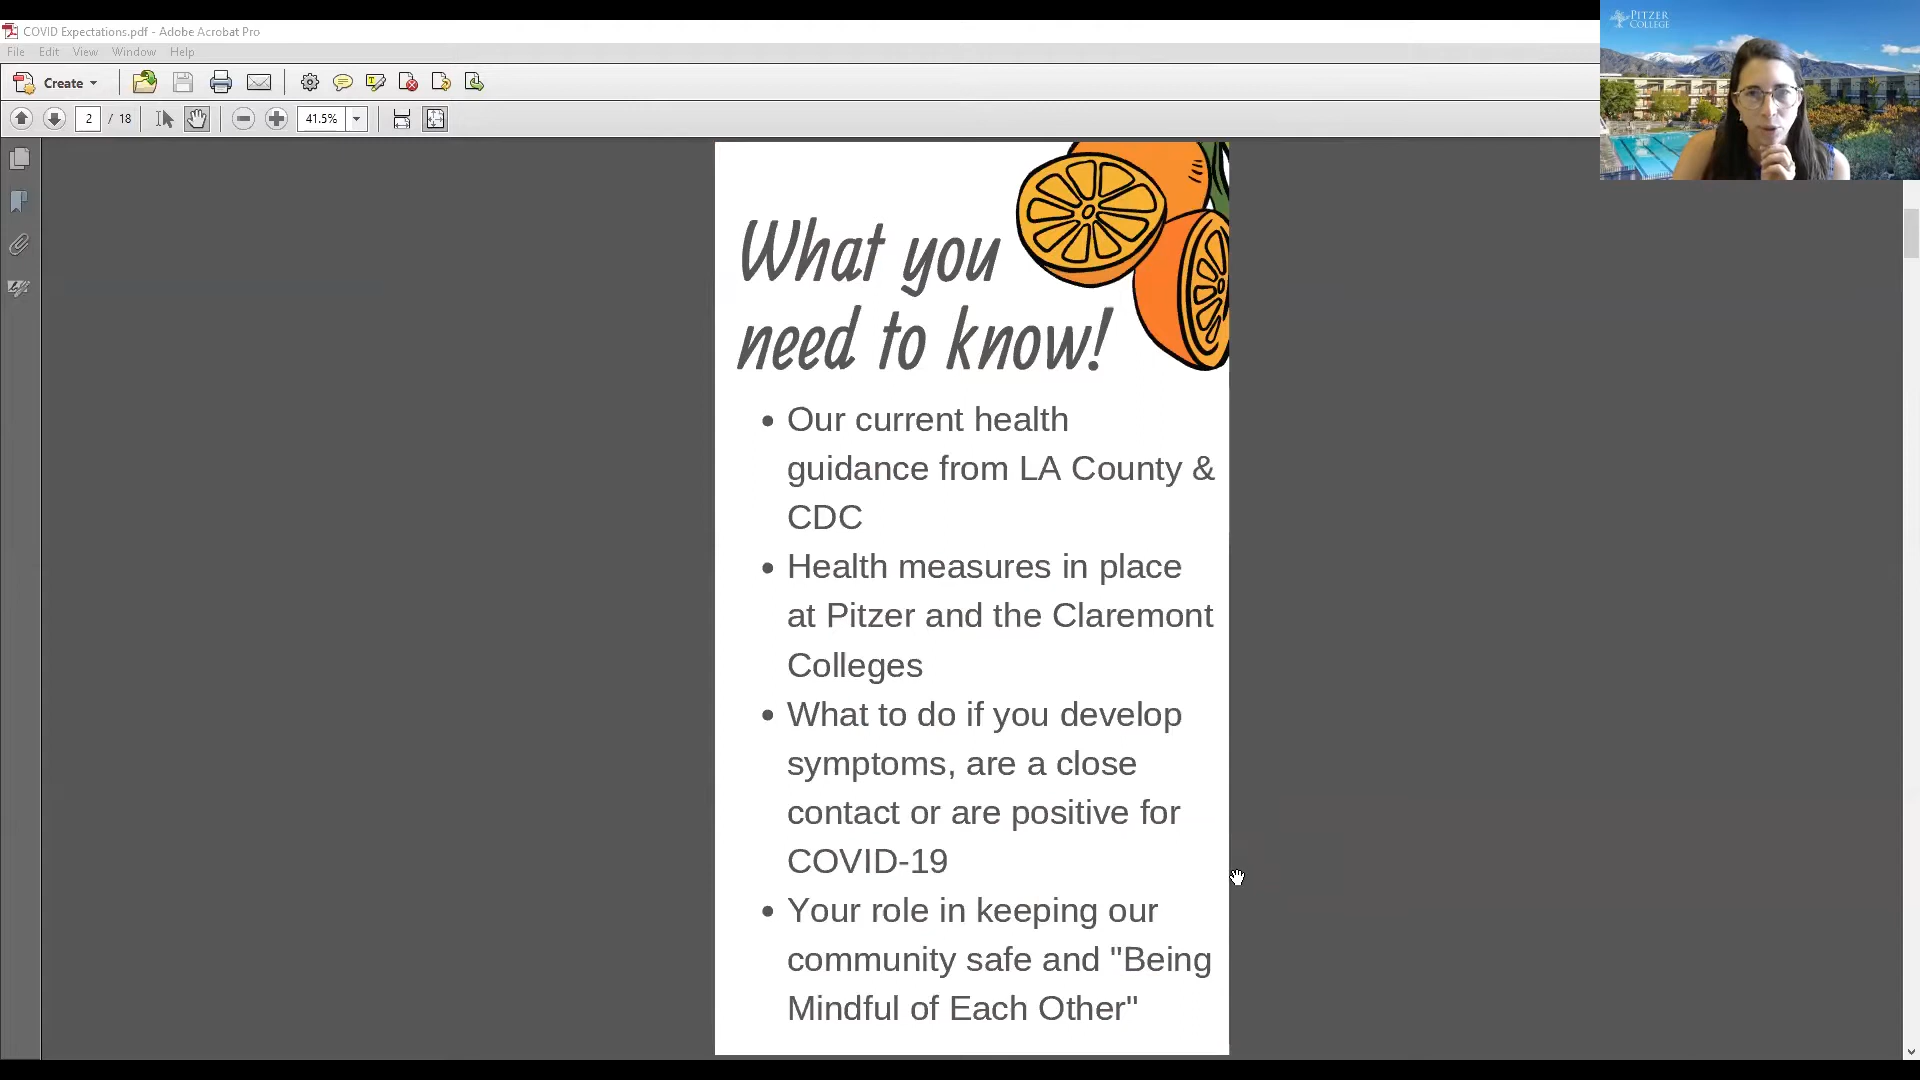 COVID Expectations.pdf - Adobe Acrobat Pro
File Edit View Window Help
Create
2 / 18 41.5%
PITZER
COLLEGE
What you
need to know!
• Our current health
guidance from LA County &
CDC
• Health measures in place
at Pitzer and the Claremont
Colleges
• What to do if you develop
symptoms, are a close
contact or are positive for
COVID-19
• Your role in keeping our
community safe and "Being
Mindful of Each Other"